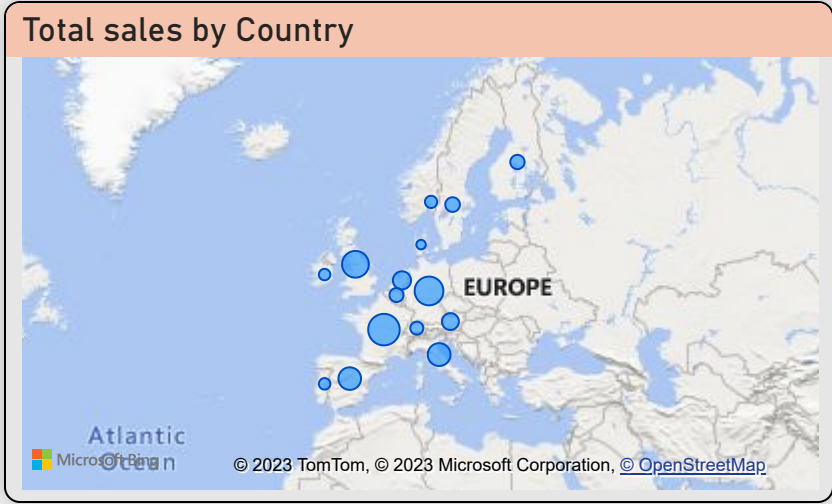 Total sales by Country
EUROPE
Atlantic
Ocean
Microsoft Bing
© 2023 TomTom, © 2023 Microsoft Corporation, © OpenStreetMap